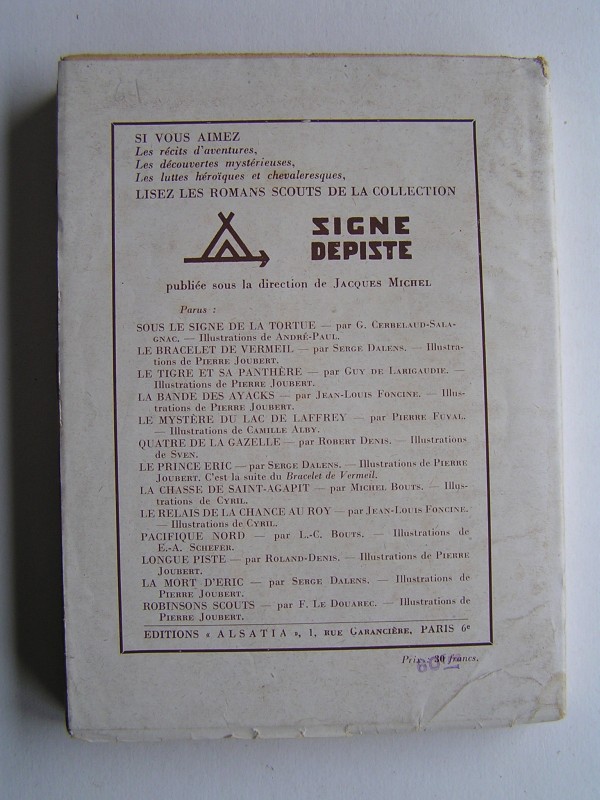 SI VOUS AIMEZ
Les récits d'aventures,
Les découvertes mystérieuses,
Les luttes héroïques et chevaleresques,
LISEZ LES ROMANS SCOUTS DE LA COLLECTION
SIGNE
DEPISTE
publiée sous la direction de JACQUES MICHEL
Parus :
SOUS LE SIGNE DE LA TORTUE — par G. CERBELAUD-SALA-
GNAC. — Illustrations de ANDRÉ-PAUL.
LE BRACELET DE VERMEIL — par SERGE DALENS. — Illustra-
tions de PIERRE JOUBERT.
LE TIGRE ET SA PANTHÈRE — par GUY DE LARIGAUDIE. —
Illustrations de PIERRE JOUBERT.
LA BANDE DES AYACKS — par JEAN-LOUIS FONCINE. — Illus-
trations de PIERRE JOUBERT.
LE MYSTÈRE DU LAC DE LAFFREY — par PIERRE FUVAL.
— Illustrations de CAMILLE ALBY.
QUATRE DE LA GAZELLE — par ROBERT DENIS. — Illustrations
de SVEN.
LE PRINCE ERIC — par SERGE DALENS. — Illustrations de PIERRE
JOUBERT. C'est la suite du Bracelet de Vermeil.
LA CHASSE DE SAINT-AGAPIT — par MICHEL BOUTS. — Illus-
trations de CYRIL.
LE RELAIS DE LA CHANCE AU ROY — par JEAN-LOUIS FONCINE.
— Illustrations de CYRIL.
PACIFIQUE NORD — par L.-C. BOUTS. — Illustrations de
E.-A. SCHEFER.
LONGUE PISTE — par ROLAND-DENIS. — Illustrations de PIERRE
JOUBERT.
LA MORT D'ERIC — par SERGE DALENS. — Illustrations de
PIERRE JOUBERT.
ROBINSONS SCOUTS — par F. LE DOUAREC. — Illustrations de
PIERRE JOUBERT.
EDITIONS « ALSATIA », 1, RUE GARANCIÈRE, PARIS 6e
Prix : 30 francs.